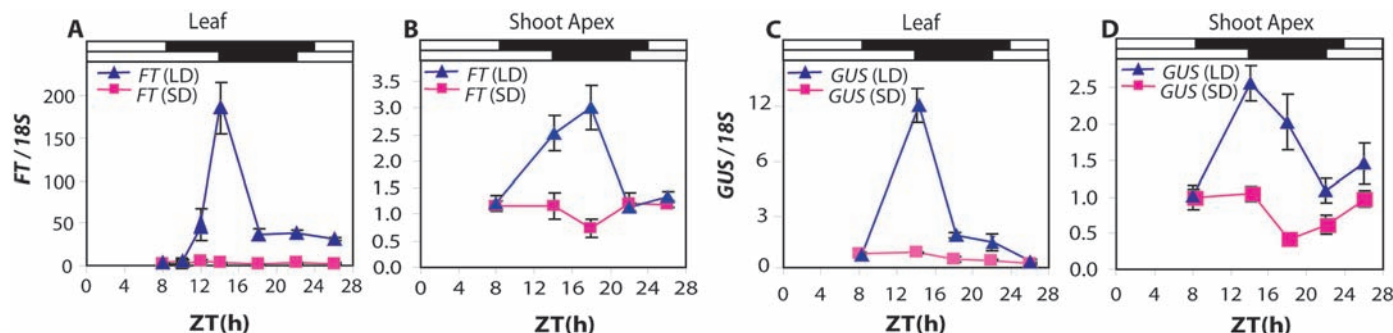 A Leaf
FT (LD)
FT (SD)
FT / 18S
200
150
100
50
0
0 4 8 12 16 20 24 28
ZT(h)
B Shoot Apex
FT (LD)
FT (SD)
3.5
3.0
2.5
2.0
1.5
1.0
0.5
0.0
0 4 8 12 16 20 24 28
ZT(h)
C Leaf
GUS (LD)
GUS (SD)
GUS / 18S
12
6
3
0
0 4 8 12 16 20 24 28
ZT(h)
D Shoot Apex
GUS (LD)
GUS (SD)
2.5
2.0
1.5
1.0
0.5
0.0
0 4 8 12 16 20 24 28
ZT(h)